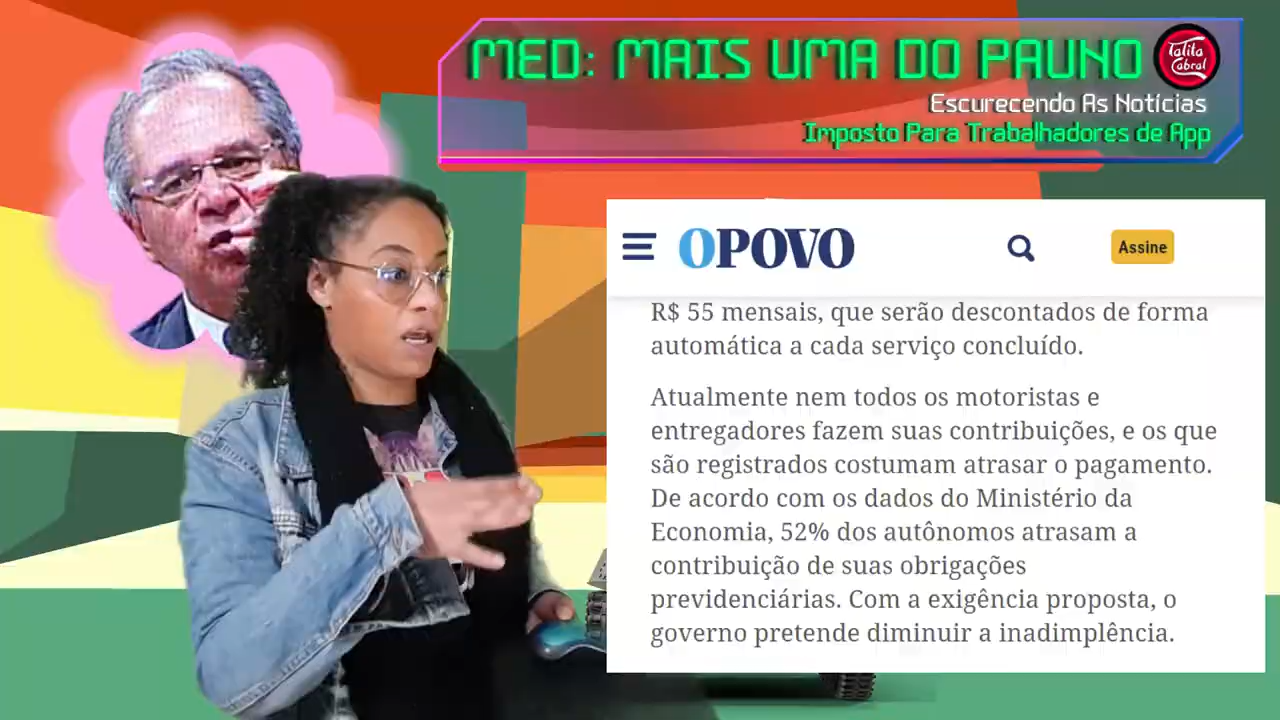 MED: MAIS UMA DO PAUNO
Talita
Cabral
Escurecendo As Notícias
Imposto Para Trabalhadores de App
OPOVO
Assine
R$ 55 mensais, que serão descontados de forma
automática a cada serviço concluído.
Atualmente nem todos os motoristas e
entregadores fazem suas contribuições, e os que
são registrados costumam atrasar o pagamento.
De acordo com os dados do Ministério da
Economia, 52% dos autônomos atrasam a
contribuição de suas obrigações
previdenciárias. Com a exigência proposta, o
governo pretende diminuir a inadimplência.